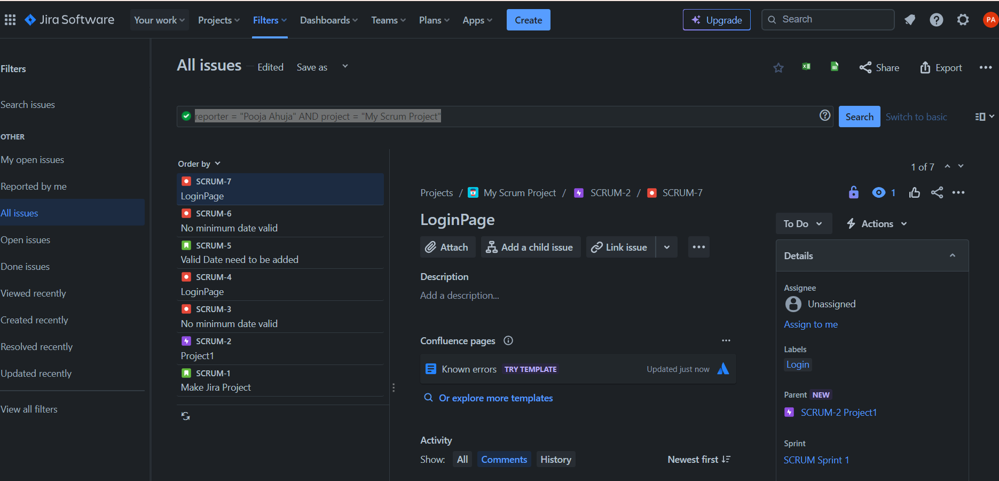 Jira Software
Your work
Projects
Filters
Dashboards
Teams
Plans
Apps
Create
Upgrade
Search
PA
Filters
Search issues
OTHER
My open issues
Reported by me
All issues
Open issues
Done issues
Viewed recently
Created recently
Resolved recently
Updated recently
View all filters
All issues
Edited
Save as
Share
Export
reporter = "Pooja Ahuja" AND project = "My Scrum Project"
Search
Switch to basic
Order by
SCRUM-7
LoginPage
SCRUM-6
No minimum date valid
SCRUM-5
Valid Date need to be added
SCRUM-4
LoginPage
SCRUM-3
No minimum date valid
SCRUM-2
Project1
SCRUM-1
Make Jira Project
1 of 7
Projects / My Scrum Project / SCRUM-2 / SCRUM-7
1
LoginPage
Attach
Add a child issue
Link issue
Description
Add a description...
Confluence pages
Known errors TRY TEMPLATE
Updated just now
Or explore more templates
Activity
Show: All Comments History
Newest first
To Do
Actions
Details
Assignee
Unassigned
Assign to me
Labels
Login
Parent NEW
SCRUM-2 Project1
Sprint
SCRUM Sprint 1